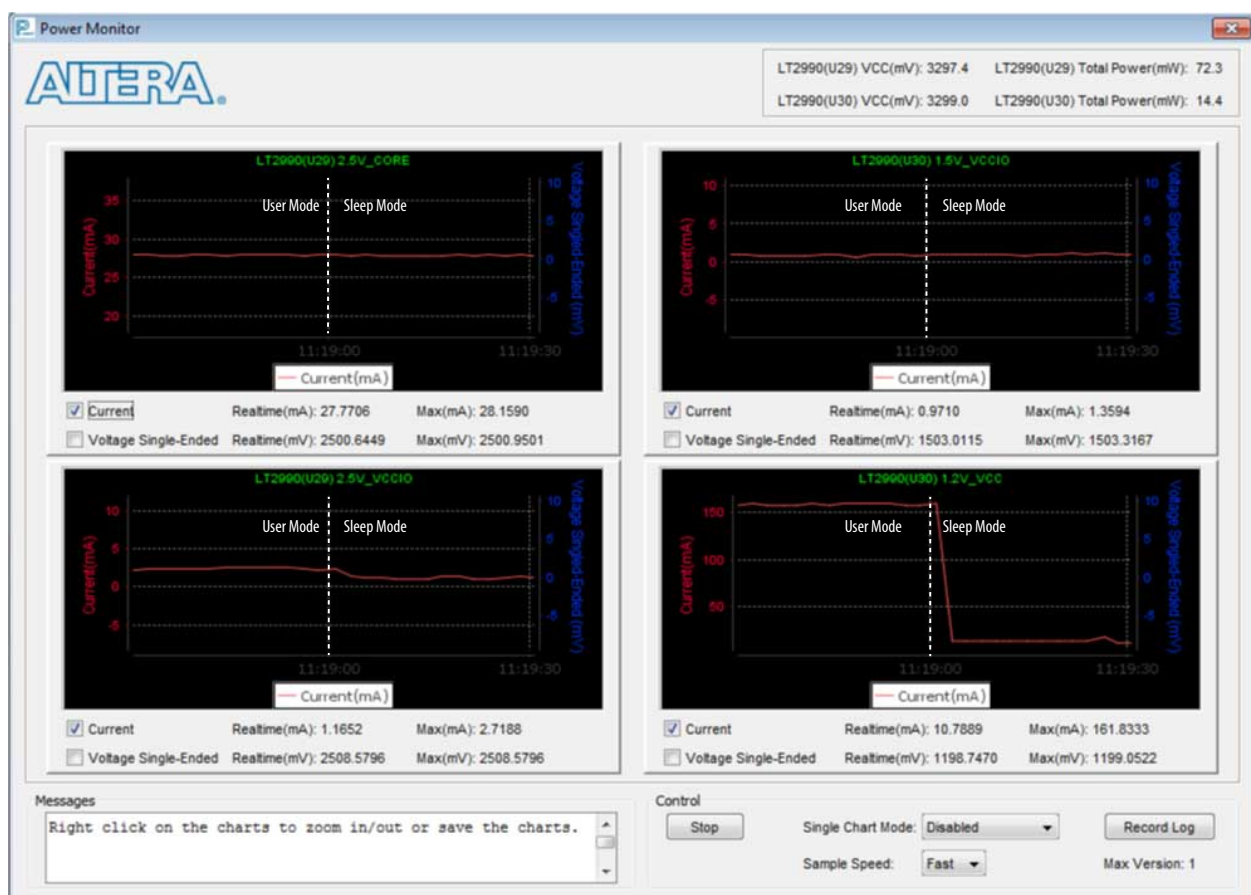 Power Monitor
ALTERA.
LT2990(U29) VCC(mV): 3297.4 LT2990(U29) Total Power(mW): 72.3
LT2990(U30) VCC(mV): 3299.0 LT2990(U30) Total Power(mW): 14.4
LT2990(U29) 2.5V_CORE
Current(mA)
35
30
25
20
User Mode Sleep Mode
10
5
0
-5
Voltage Singled-Ended (mV)
11:19:00 11:19:30
Current(mA)
Current Realtime(mA): 27.7706 Max(mA): 28.1590
Voltage Single-Ended Realtime(mV): 2500.6449 Max(mV): 2500.9501
LT2990(U30) 1.5V_VCCIO
Current(mA)
10
5
0
-5
User Mode Sleep Mode
10
5
0
-5
Voltage Singled-Ended (mV)
11:19:00 11:19:30
Current(mA)
Current Realtime(mA): 0.9710 Max(mA): 1.3594
Voltage Single-Ended Realtime(mV): 1503.0115 Max(mV): 1503.3167
LT2990(U29) 2.5V_VCCIO
Current(mA)
10
5
0
-5
User Mode Sleep Mode
10
5
0
-5
Voltage Singled-Ended (mV)
11:19:00 11:19:30
Current(mA)
Current Realtime(mA): 1.1652 Max(mA): 2.7188
Voltage Single-Ended Realtime(mV): 2508.5796 Max(mV): 2508.5796
LT2990(U30) 1.2V_VCC
Current(mA)
150
100
50
User Mode Sleep Mode
10
5
0
-5
Voltage Singled-Ended (mV)
11:19:00 11:19:30
Current(mA)
Current Realtime(mA): 10.7889 Max(mA): 161.8333
Voltage Single-Ended Realtime(mV): 1198.7470 Max(mV): 1199.0522
Messages
Right click on the charts to zoom in/out or save the charts.
Control
Stop Single Chart Mode: Disabled Record Log
Sample Speed: Fast Max Version: 1